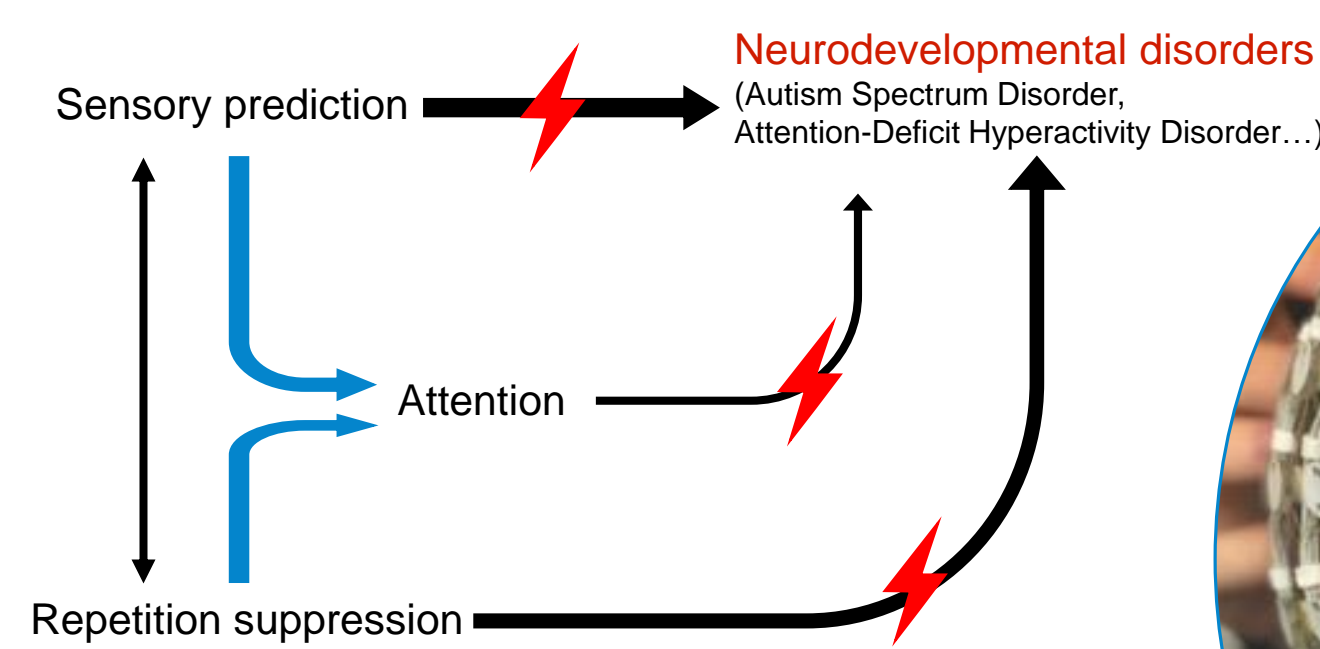 Neurodevelopmental disorders
Sensory prediction
(Autism Spectrum Disorder,
Attention-Deficit Hyperactivity Disorder…)
Attention
Repetition suppression